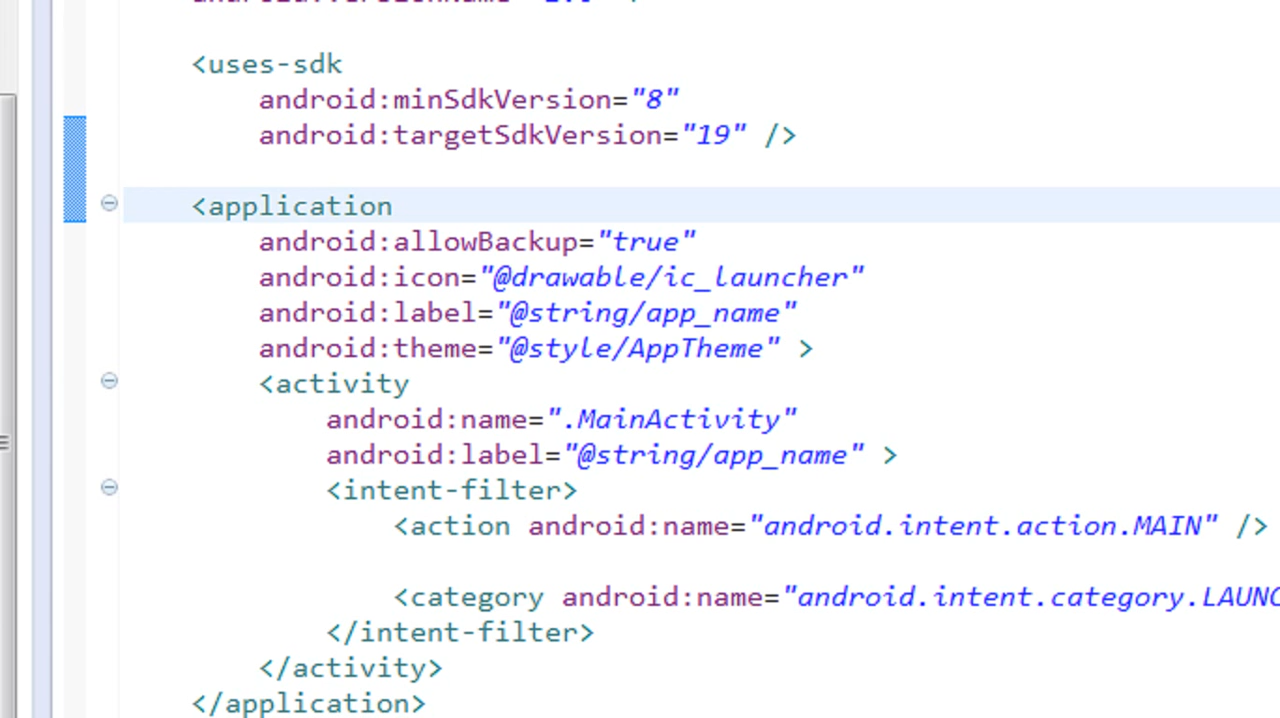 <uses-sdk
android:minSdkVersion="8"
android:targetSdkVersion="19" />
<application
android:allowBackup="true"
android:icon="@drawable/ic_launcher"
android:label="@string/app_name"
android:theme="@style/AppTheme" >
<activity
android:name=".MainActivity"
android:label="@string/app_name" >
<intent-filter>
<action android:name="android.intent.action.MAIN" />
<category android:name="android.intent.category.LAUNC
</intent-filter>
</activity>
</application>